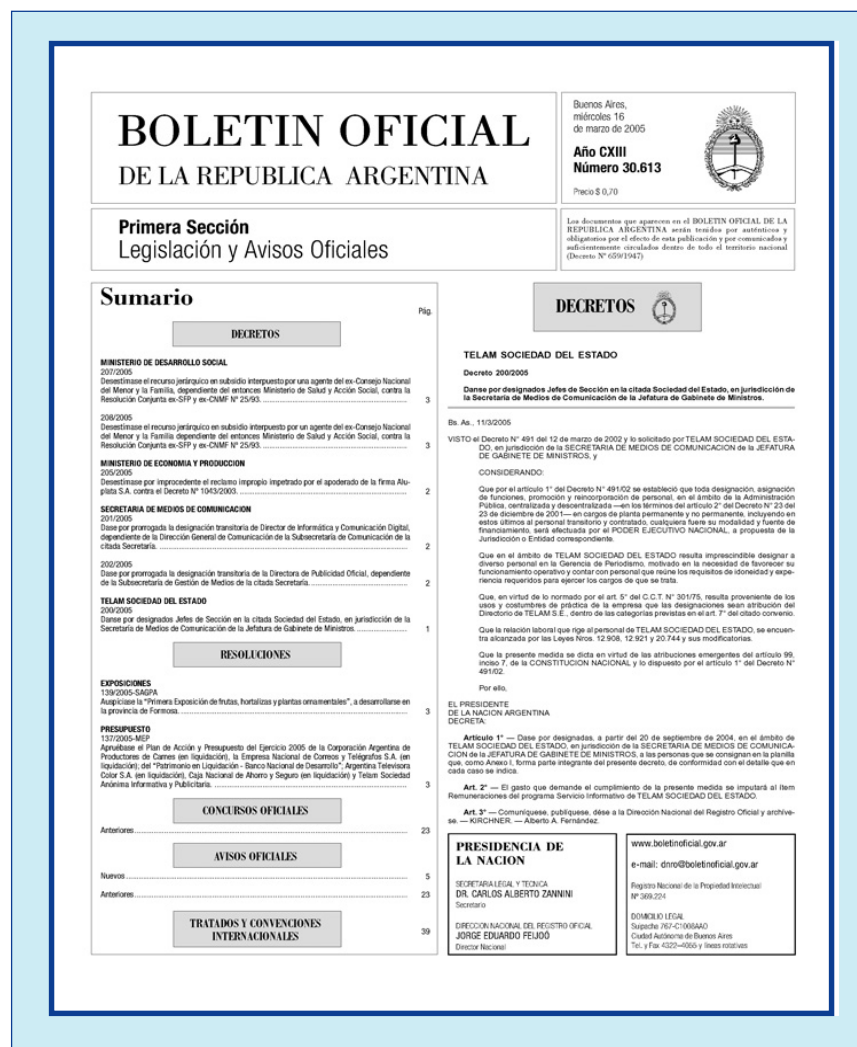 BOLETIN OFICIAL
DE LA REPUBLICA ARGENTINA
Buenos Aires,
miércoles 16
de marzo de 2005
Año CXIII
Número 30.613
Precio $ 0,70
Primera Sección
Legislación y Avisos Oficiales
Los documentos que aparecen en el BOLETIN OFICIAL DE LA
REPUBLICA ARGENTINA serán tenidos por auténticos y
obligatorios por el efecto de esta publicación y por comunicados y
suficientemente circulados dentro de todo el territorio nacional
(Decreto Nº 659/1947)
Sumario
Pág.
DECRETOS
MINISTERIO DE DESARROLLO SOCIAL
207/2005
Desestímase el recurso jerárquico en subsidio interpuesto por una agente del ex-Consejo Nacional
del Menor y la Familia, dependiente del entonces Ministerio de Salud y Acción Social, contra la
Resolución Conjunta ex-SFP y ex-CNMF Nº 25/93. ........ 3
208/2005
Desestímase el recurso jerárquico en subsidio interpuesto por un agente del ex-Consejo Nacional
del Menor y la Familia dependiente del entonces Ministerio de Salud y Acción Social, contra la
Resolución Conjunta ex-SFP y ex-CNMF Nº 25/93. ........ 3
MINISTERIO DE ECONOMIA Y PRODUCCION
205/2005
Desestímase por improcedente el reclamo impropio impetrado por el apoderado de la firma Alu-
plata S.A. contra el Decreto Nº 1043/2003. ........ 2
SECRETARIA DE MEDIOS DE COMUNICACION
201/2005
Dase por prorrogada la designación transitoria de Director de Informática y Comunicación Digital,
dependiente de la Dirección General de Comunicación de la Subsecretaría de Comunicación de la
citada Secretaría. ........ 2
202/2005
Dase por prorrogada la designación transitoria de la Directora de Publicidad Oficial, dependiente
de la Subsecretaría de Gestión de Medios de la citada Secretaría. ........ 2
TELAM SOCIEDAD DEL ESTADO
200/2005
Danse por designados Jefes de Sección en la citada Sociedad del Estado, en jurisdicción de la
Secretaría de Medios de Comunicación de la Jefatura de Gabinete de Ministros. ........ 1
RESOLUCIONES
EXPOSICIONES
139/2005-SAGPA
Auspíciase la "Primera Exposición de frutas, hortalizas y plantas ornamentales", a desarrollarse en
la provincia de Formosa. ........ 3
PRESUPUESTO
137/2005-MEP
Apruébase el Plan de Acción y Presupuesto del Ejercicio 2005 de la Corporación Argentina de
Productores de Carnes (en liquidación), la Empresa Nacional de Correos y Telégrafos S.A. (en
liquidación); del "Patrimonio en Liquidación - Banco Nacional de Desarrollo"; Argentina Televisora
Color S.A. (en liquidación), Caja Nacional de Ahorro y Seguro (en liquidación) y Telam Sociedad
Anónima Informativa y Publicitaria. ........ 3
CONCURSOS OFICIALES
Anteriores ........ 23
AVISOS OFICIALES
Nuevos ........ 5
Anteriores ........ 23
TRATADOS Y CONVENCIONES
INTERNACIONALES
39
DECRETOS
TELAM SOCIEDAD DEL ESTADO
Decreto 200/2005
Danse por designados Jefes de Sección en la citada Sociedad del Estado, en jurisdicción de
la Secretaría de Medios de Comunicación de la Jefatura de Gabinete de Ministros.
Bs. As., 11/3/2005
VISTO el Decreto N° 491 del 12 de marzo de 2002 y lo solicitado por TELAM SOCIEDAD DEL ESTA-
DO, en jurisdicción de la SECRETARIA DE MEDIOS DE COMUNICACION de la JEFATURA
DE GABINETE DE MINISTROS, y
CONSIDERANDO:
Que por el artículo 1° del Decreto N° 491/02 se estableció que toda designación, asignación
de funciones, promoción y reincorporación de personal, en el ámbito de la Administración
Pública, centralizada y descentralizada —en los términos del artículo 2° del Decreto N° 23 del
23 de diciembre de 2001— en cargos de planta permanente y no permanente, incluyendo en
estos últimos al personal transitorio y contratado, cualquiera fuere su modalidad y fuente de
financiamiento, será efectuada por el PODER EJECUTIVO NACIONAL, a propuesta de la
Jurisdicción o Entidad correspondiente.
Que en el ámbito de TELAM SOCIEDAD DEL ESTADO resulta imprescindible designar a
diverso personal en la Gerencia de Periodismo, motivado en la necesidad de favorecer su
funcionamiento operativo y contar con personal que reúne los requisitos de idoneidad y expe-
riencia requeridos para ejercer los cargos de que se trata.
Que, en virtud de lo normado por el art. 5° del C.C.T. N° 301/75, resulta proveniente de los
usos y costumbres de práctica de la empresa que las designaciones sean atribución del
Directorio de TELAM S.E., dentro de las categorías previstas en el art. 7° del citado convenio.
Que la relación laboral que rige al personal de TELAM SOCIEDAD DEL ESTADO, se encuen-
tra alcanzada por las Leyes Nros. 12.908, 12.921 y 20.744 y sus modificatorias.
Que la presente medida se dicta en virtud de las atribuciones emergentes del artículo 99,
inciso 7, de la CONSTITUCION NACIONAL y lo dispuesto por el artículo 1° del Decreto N°
491/02.
Por ello,
EL PRESIDENTE
DE LA NACION ARGENTINA
DECRETA:
Artículo 1° — Dase por designadas, a partir del 20 de septiembre de 2004, en el ámbito de
TELAM SOCIEDAD DEL ESTADO, en jurisdicción de la SECRETARIA DE MEDIOS DE COMUNICA-
CION de la JEFATURA DE GABINETE DE MINISTROS, a las personas que se consignan en la planilla
que, como Anexo I, forma parte integrante del presente decreto, de conformidad con el detalle que en
cada caso se indica.
Art. 2° — El gasto que demande el cumplimiento de la presente medida se imputará al ítem
Remuneraciones del programa Servicio Informativo de TELAM SOCIEDAD DEL ESTADO.
Art. 3° — Comuníquese, publíquese, dése a la Dirección Nacional del Registro Oficial y archíve-
se. — KIRCHNER. — Alberto A. Fernández.
PRESIDENCIA DE
LA NACION
SECRETARIA LEGAL Y TECNICA
DR. CARLOS ALBERTO ZANNINI
Secretario
DIRECCION NACIONAL DEL REGISTRO OFICIAL
JORGE EDUARDO FEIJOÓ
Director Nacional
www.boletinoficial.gov.ar
e-mail: dnro@boletinoficial.gov.ar
Registro Nacional de la Propiedad Intelectual
Nº 369.224
DOMICILIO LEGAL
Suipacha 767-C1008AAO
Ciudad Autónoma de Buenos Aires
Tel. y Fax 4322-4055 y líneas rotativas